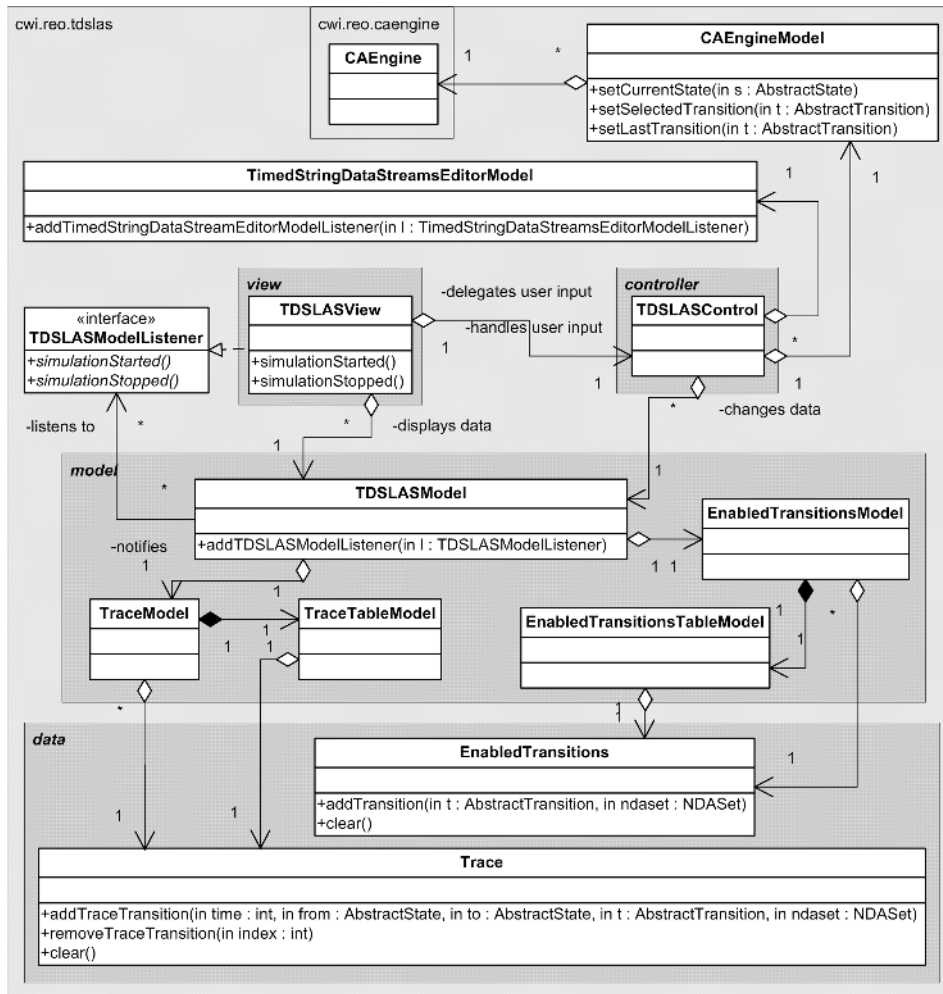 cwi.reo.tdslas
cwi.reo.caengine
CAEngine
1
*
CAEngineModel
+setCurrentState(in s : AbstractState)
+setSelectedTransition(in t : AbstractTransition)
+setLastTransition(in t : AbstractTransition)
TimedStringDataStreamsEditorModel
+addTimedStringDataStreamEditorModelListener(in l : TimedStringDataStreamsEditorModelListener)
1
1
view
TDSLASView
+simulationStarted()
+simulationStopped()
-delegates user input
-handles user input
1
1
controller
TDSLASControl
*
1
«interface»
TDSLASModelListener
+simulationStarted()
+simulationStopped()
-listens to
*
*
-displays data
1
*
-changes data
1
model
*
TDSLASModel
+addTDSLASModelListener(in l : TDSLASModelListener)
-notifies
1
1
1
1
EnabledTransitionsModel
TraceModel
1
1
TraceTableModel
1
EnabledTransitionsTableModel
1
1
*
*
1
data
EnabledTransitions
+addTransition(in t : AbstractTransition, in ndaset : NDASet)
+clear()
1
1
1
Trace
+addTraceTransition(in time : int, in from : AbstractState, in to : AbstractState, in t : AbstractTransition, in ndaset : NDASet)
+removeTraceTransition(in index : int)
+clear()